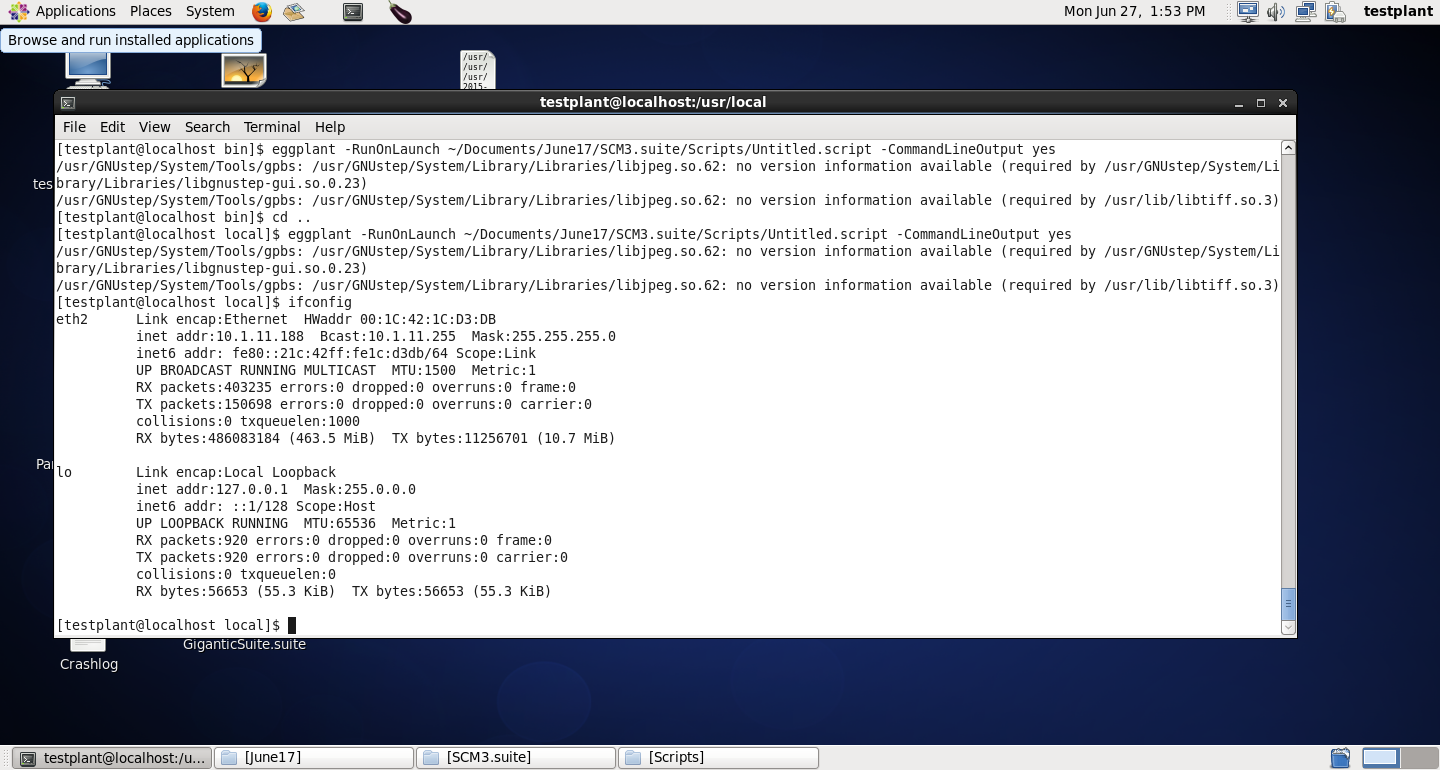 Applications Places System Mon Jun 27, 1:53 PM testplant
Browse and run installed applications
/usr/
/usr/
/usr/
2015-
testplant@localhost:/usr/local
File Edit View Search Terminal Help
[testplant@localhost bin]$ eggplant -RunOnLaunch ~/Documents/June17/SCM3.suite/Scripts/Untitled.script -CommandLineOutput yes
/usr/GNUstep/System/Tools/gpbs: /usr/GNUstep/System/Library/Libraries/libjpeg.so.62: no version information available (required by /usr/GNUstep/System/Li
brary/Libraries/libgnustep-gui.so.0.23)
/usr/GNUstep/System/Tools/gpbs: /usr/GNUstep/System/Library/Libraries/libjpeg.so.62: no version information available (required by /usr/lib/libtiff.so.3)
[testplant@localhost bin]$ cd ..
[testplant@localhost local]$ eggplant -RunOnLaunch ~/Documents/June17/SCM3.suite/Scripts/Untitled.script -CommandLineOutput yes
/usr/GNUstep/System/Tools/gpbs: /usr/GNUstep/System/Library/Libraries/libjpeg.so.62: no version information available (required by /usr/GNUstep/System/Li
brary/Libraries/libgnustep-gui.so.0.23)
/usr/GNUstep/System/Tools/gpbs: /usr/GNUstep/System/Library/Libraries/libjpeg.so.62: no version information available (required by /usr/lib/libtiff.so.3)
[testplant@localhost local]$ ifconfig
eth2 Link encap:Ethernet HWaddr 00:1C:42:1C:D3:DB
inet addr:10.1.11.188 Bcast:10.1.11.255 Mask:255.255.255.0
inet6 addr: fe80::21c:42ff:fe1c:d3db/64 Scope:Link
UP BROADCAST RUNNING MULTICAST MTU:1500 Metric:1
RX packets:403235 errors:0 dropped:0 overruns:0 frame:0
TX packets:150698 errors:0 dropped:0 overruns:0 carrier:0
collisions:0 txqueuelen:1000
RX bytes:486083184 (463.5 MiB) TX bytes:11256701 (10.7 MiB)
lo Link encap:Local Loopback
inet addr:127.0.0.1 Mask:255.0.0.0
inet6 addr: ::1/128 Scope:Host
UP LOOPBACK RUNNING MTU:65536 Metric:1
RX packets:920 errors:0 dropped:0 overruns:0 frame:0
TX packets:920 errors:0 dropped:0 overruns:0 carrier:0
collisions:0 txqueuelen:0
RX bytes:56653 (55.3 KiB) TX bytes:56653 (55.3 KiB)
[testplant@localhost local]$
tes
Par
GiganticSuite.suite
Crashlog
testplant@localhost:/u... [June17] [SCM3.suite] [Scripts]